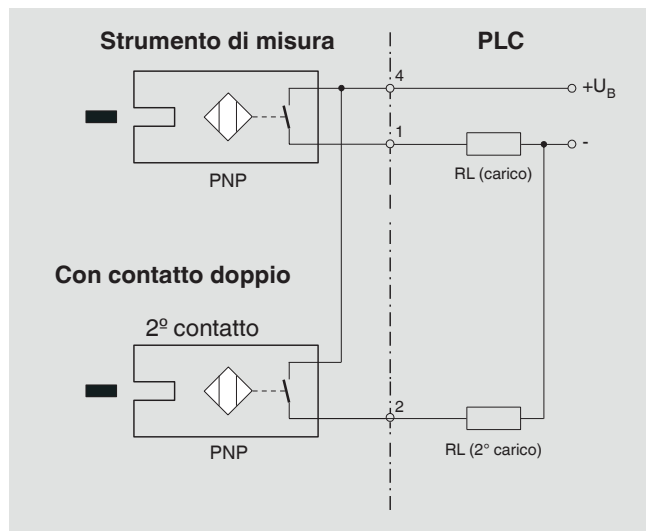 Strumento di misura
PLC
4
+UB
1
-
PNP
RL (carico)
Con contatto doppio
2º contatto
2
PNP
RL (2° carico)